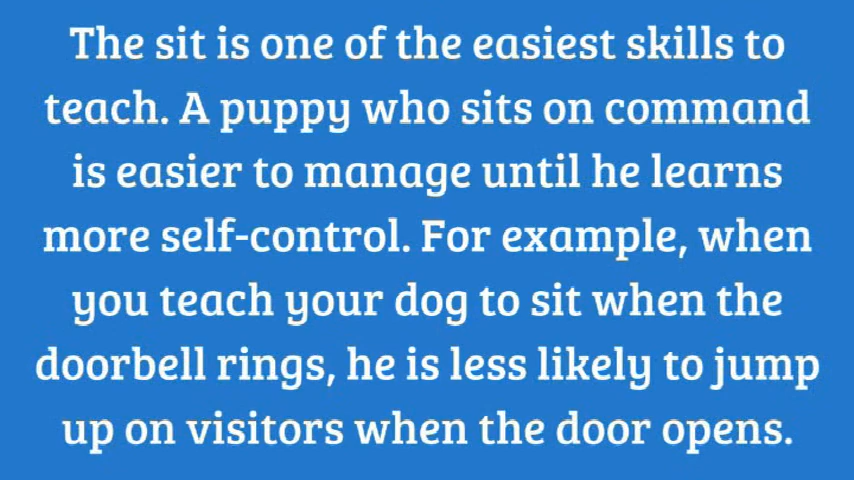 The sit is one of the easiest skills to
teach. A puppy who sits on command
is easier to manage until he learns
more self-control. For example, when
you teach your dog to sit when the
doorbell rings, he is less likely to jump
up on visitors when the door opens.